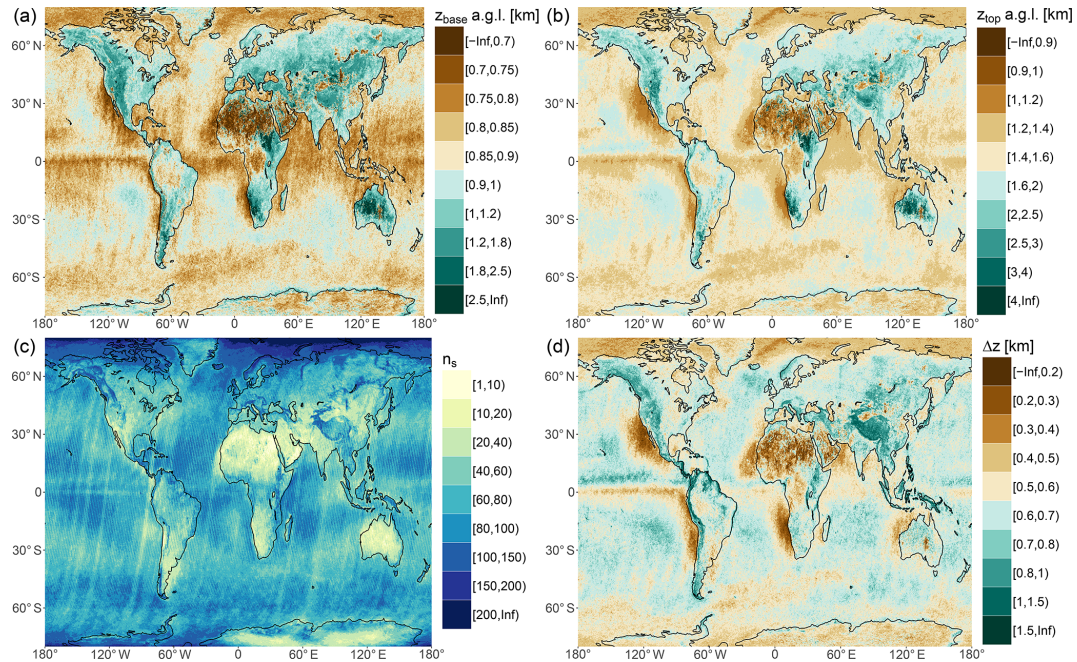 (a)
z_base a.g.l. [km]
60° N
30° N
0
30° S
60° S
180° 120° W 60° W 0 60° E 120° E 180°
[−Inf,0.7)
[0.7,0.75)
[0.75,0.8)
[0.8,0.85)
[0.85,0.9)
[0.9,1)
[1,1.2)
[1.2,1.8)
[1.8,2.5)
[2.5,Inf)
(b)
z_top a.g.l. [km]
60° N
30° N
0
30° S
60° S
180° 120° W 60° W 0 60° E 120° E 180°
[−Inf,0.9)
[0.9,1)
[1,1.2)
[1.2,1.4)
[1.4,1.6)
[1.6,2)
[2,2.5)
[2.5,3)
[3,4)
[4,Inf)
(c)
n_s
60° N
30° N
0
30° S
60° S
180° 120° W 60° W 0 60° E 120° E 180°
[1,10)
[10,20)
[20,40)
[40,60)
[60,80)
[80,100)
[100,150)
[150,200)
[200,Inf)
(d)
Δz [km]
60° N
30° N
0
30° S
60° S
180° 120° W 60° W 0 60° E 120° E 180°
[−Inf,0.2)
[0.2,0.3)
[0.3,0.4)
[0.4,0.5)
[0.5,0.6)
[0.6,0.7)
[0.7,0.8)
[0.8,1)
[1,1.5)
[1.5,Inf)